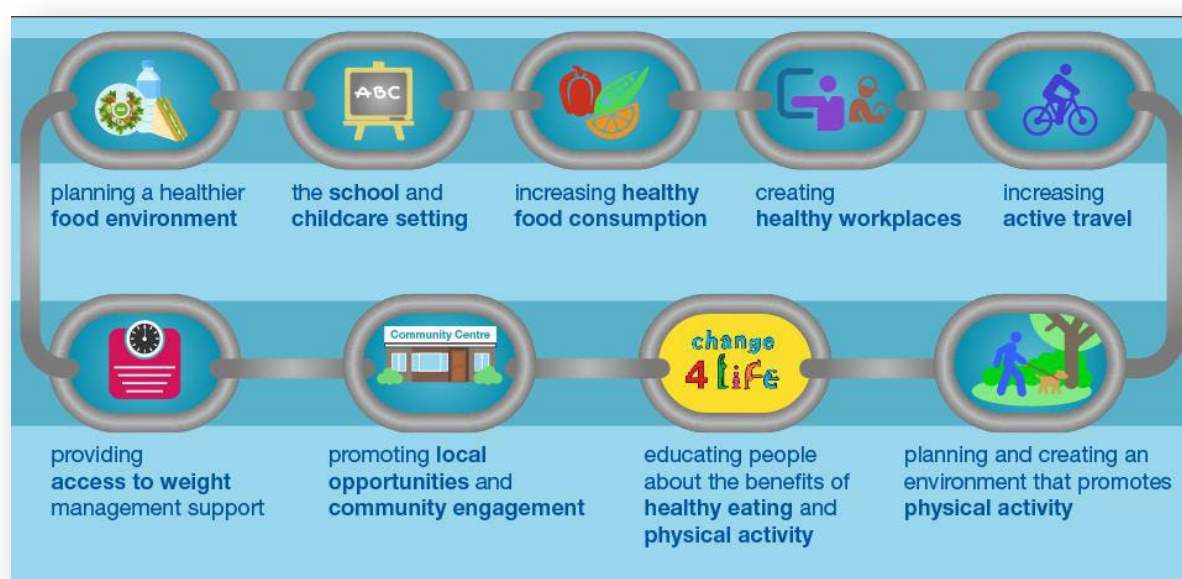 ABC
planning a healthier
food environment
the school and
childcare setting
increasing healthy
food consumption
creating
healthy workplaces
increasing
active travel
Community Centre
change
4 Life
providing
access to weight
management support
promoting local
opportunities and
community engagement
educating people
about the benefits of
healthy eating and
physical activity
planning and creating an
environment that promotes
physical activity